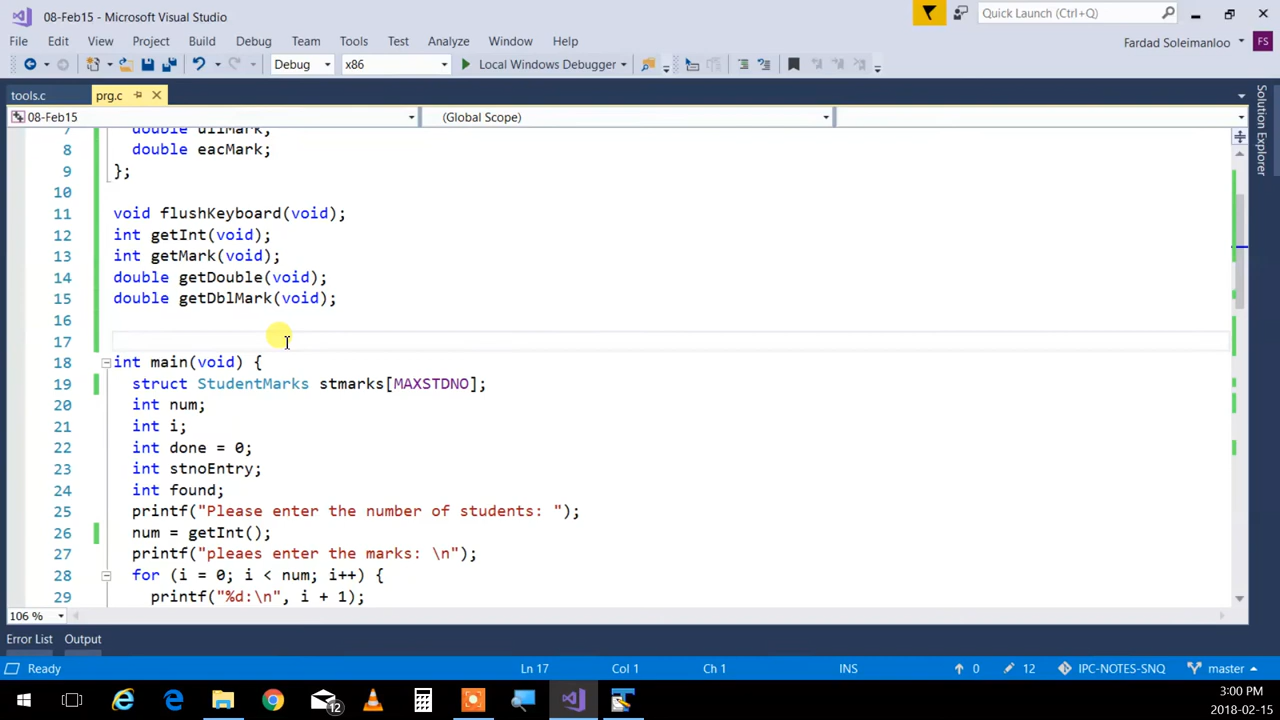 08-Feb15 - Microsoft Visual Studio
Quick Launch (Ctrl+Q)
File Edit View Project Build Debug Team Tools Test Analyze Window Help
Fardad Soleimanloo FS
Debug x86 Local Windows Debugger
tools.c prg.c
08-Feb15 (Global Scope)
Solution Explorer
7 double ullMark;
8 double eacMark;
9 };
10
11 void flushKeyboard(void);
12 int getInt(void);
13 int getMark(void);
14 double getDouble(void);
15 double getDblMark(void);
16
17
18 int main(void) {
19 struct StudentMarks stmarks[MAXSTDNO];
20 int num;
21 int i;
22 int done = 0;
23 int stnoEntry;
24 int found;
25 printf("Please enter the number of students: ");
26 num = getInt();
27 printf("pleaes enter the marks: \n");
28 for (i = 0; i < num; i++) {
29 printf("%d:\n", i + 1);
106 %
Error List Output
Ready Ln 17 Col 1 Ch 1 INS 0 12 IPC-NOTES-SNQ master
12
3:00 PM
2018-02-15